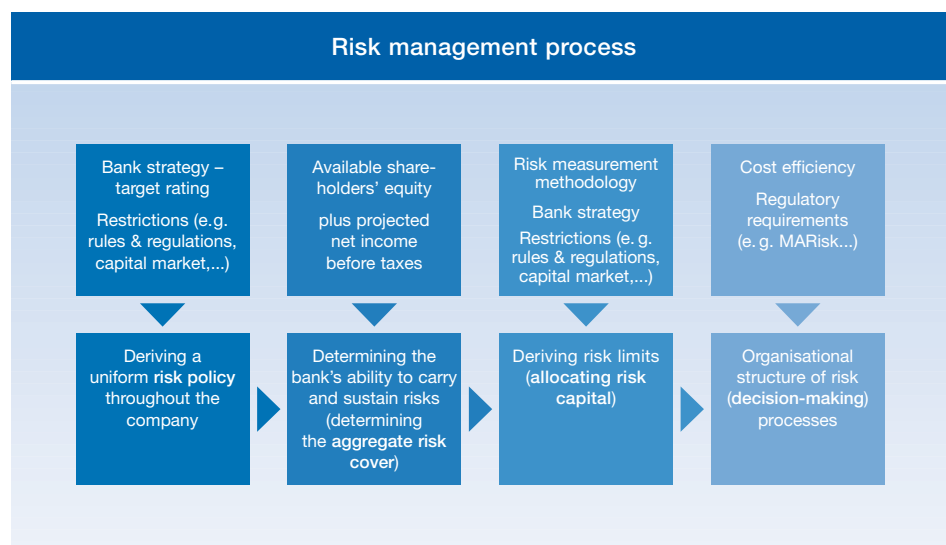 Risk management process
Bank strategy –
target rating
Restrictions (e. g.
rules & regulations,
capital market,...)
Available share-
holders' equity
plus projected
net income
before taxes
Risk measurement
methodology
Bank strategy
Restrictions (e. g.
rules & regulations,
capital market,...)
Cost efficiency
Regulatory
requirements
(e. g. MARisk...)
Deriving a
uniform risk policy
throughout the
company
Determining the
bank's ability to carry
and sustain risks
(determining
the aggregate risk
cover)
Deriving risk limits
(allocating risk
capital)
Organisational
structure of risk
(decision-making)
processes